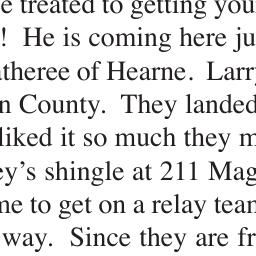 e treated to getting you
! He is coming here ju
atheree of Hearne. Larr
n County. They landed
liked it so much they m
ey's shingle at 211 Mag
me to get on a relay tean
way. Since they are fr